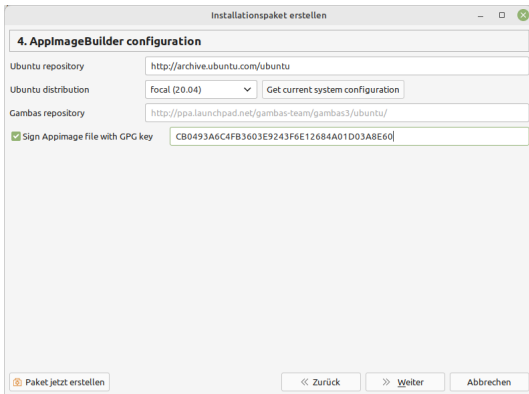 Installationspaket erstellen
4. AppImageBuilder configuration
Ubuntu repository http://archive.ubuntu.com/ubuntu
Ubuntu distribution focal (20.04) Get current system configuration
Gambas repository http://ppa.launchpad.net/gambas-team/gambas3/ubuntu/
Sign Appimage file with GPG key CB0493A6C4FB3603E9243F6E12684A01D03A8E60
Paket jetzt erstellen Zurück Weiter Abbrechen